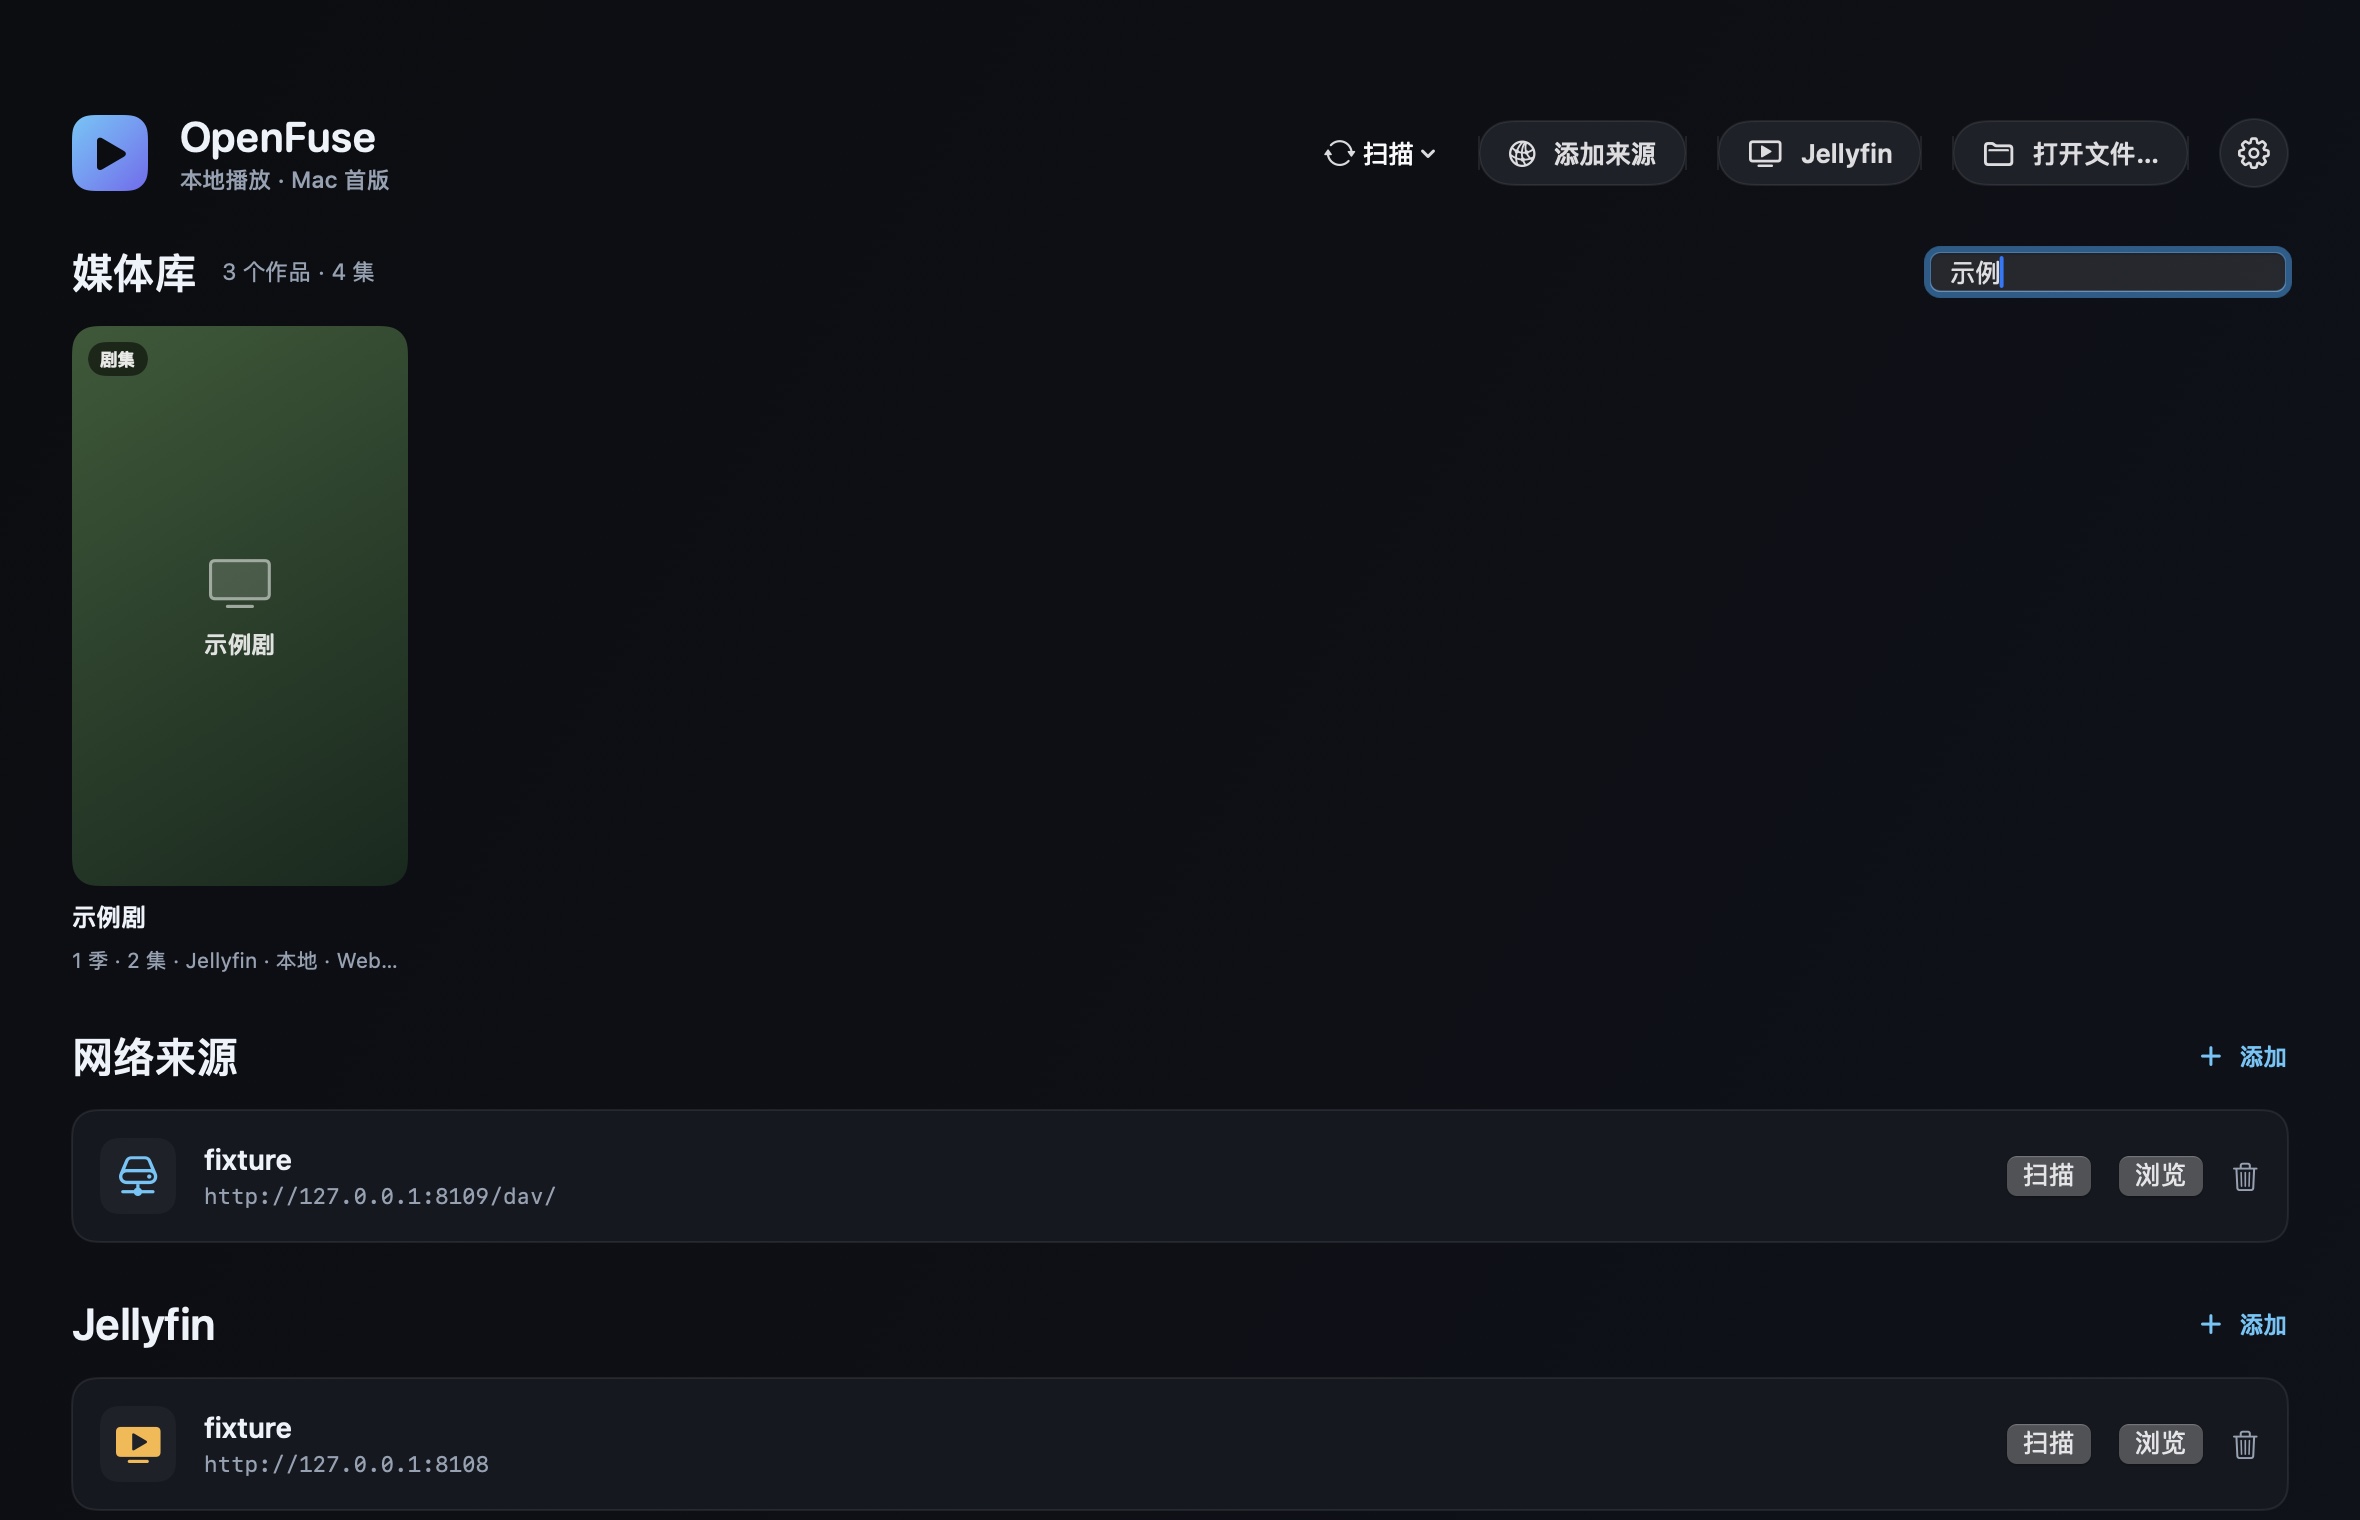 OpenFuse
本地播放 · Mac 首版
扫描
添加来源
Jellyfin
打开文件...
媒体库
3 个作品 · 4 集
示例
剧集
示例剧
示例剧
1 季 · 2 集 · Jellyfin · 本地 · Web...
网络来源
添加
fixture
http://127.0.0.1:8109/dav/
扫描
浏览
Jellyfin
添加
fixture
http://127.0.0.1:8108
扫描
浏览